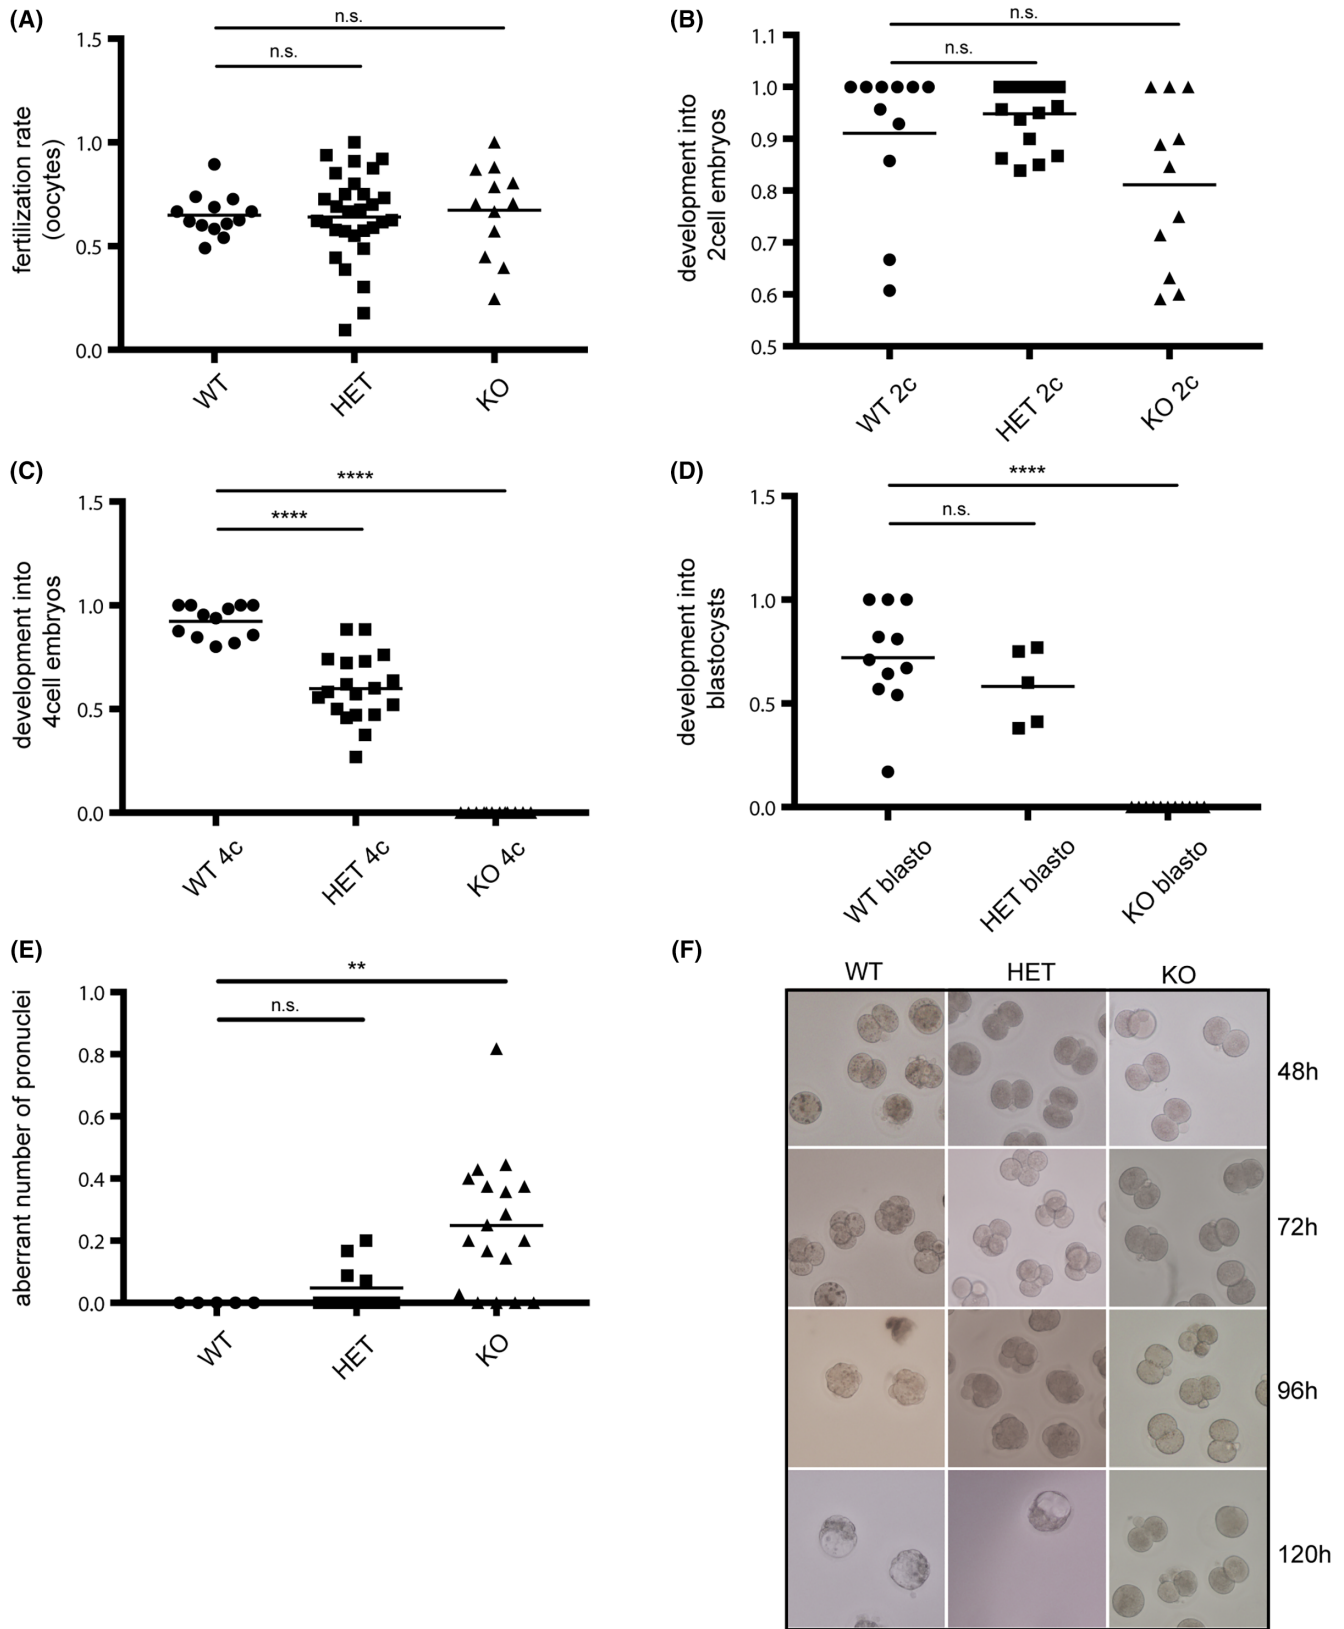 (A)
n.s.
n.s.
fertilization rate
(oocytes)
1.5
1.0
0.5
0.0
WT
HET
KO
(B)
n.s.
n.s.
development into
2cell embryos
1.1
1.0
0.9
0.8
0.7
0.6
0.5
WT 2c
HET 2c
KO 2c
(C)
****
****
development into
4cell embryos
1.5
1.0
0.5
0.0
WT 4c
HET 4c
KO 4c
(D)
****
n.s.
development into
blastocysts
1.5
1.0
0.5
0.0
WT blasto
HET blasto
KO blasto
(E)
**
n.s.
aberrant number of pronuclei
1.0
0.8
0.6
0.4
0.2
0.0
WT
HET
KO
(F)
WT HET KO
48h
72h
96h
120h